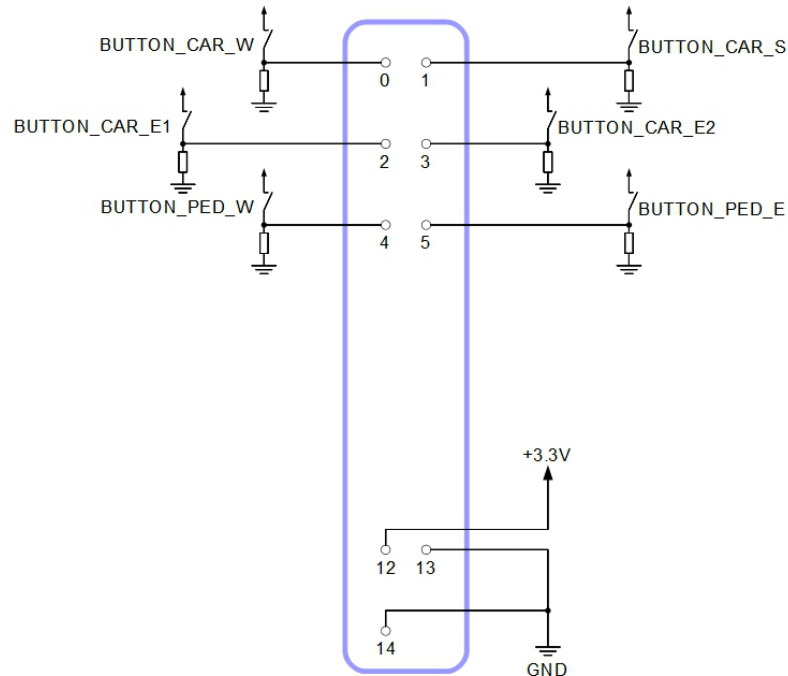 BUTTON_CAR_W
BUTTON_CAR_S
0 1
BUTTON_CAR_E1
BUTTON_CAR_E2
2 3
BUTTON_PED_W
BUTTON_PED_E
4 5
+3.3V
12 13
14
GND